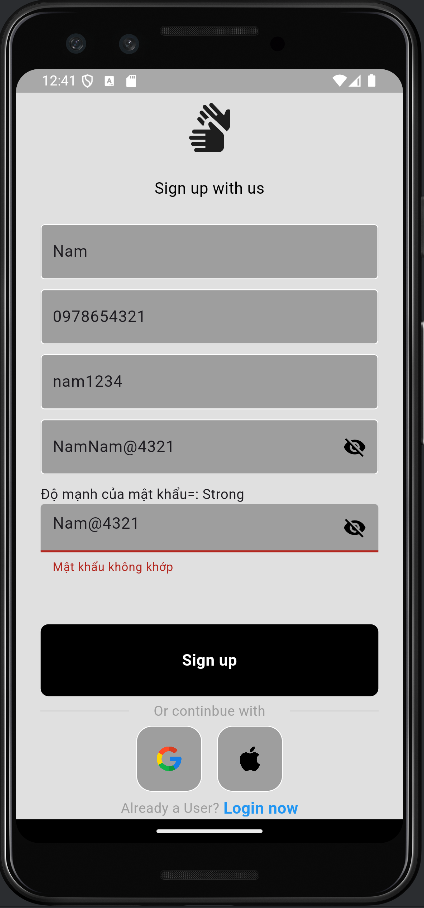 12:41
Sign up with us
Nam
0978654321
nam1234
NamNam@4321
Độ mạnh của mật khẩu=: Strong
Nam@4321
Mật khẩu không khớp
Sign up
Or continbue with
Already a User? Login now